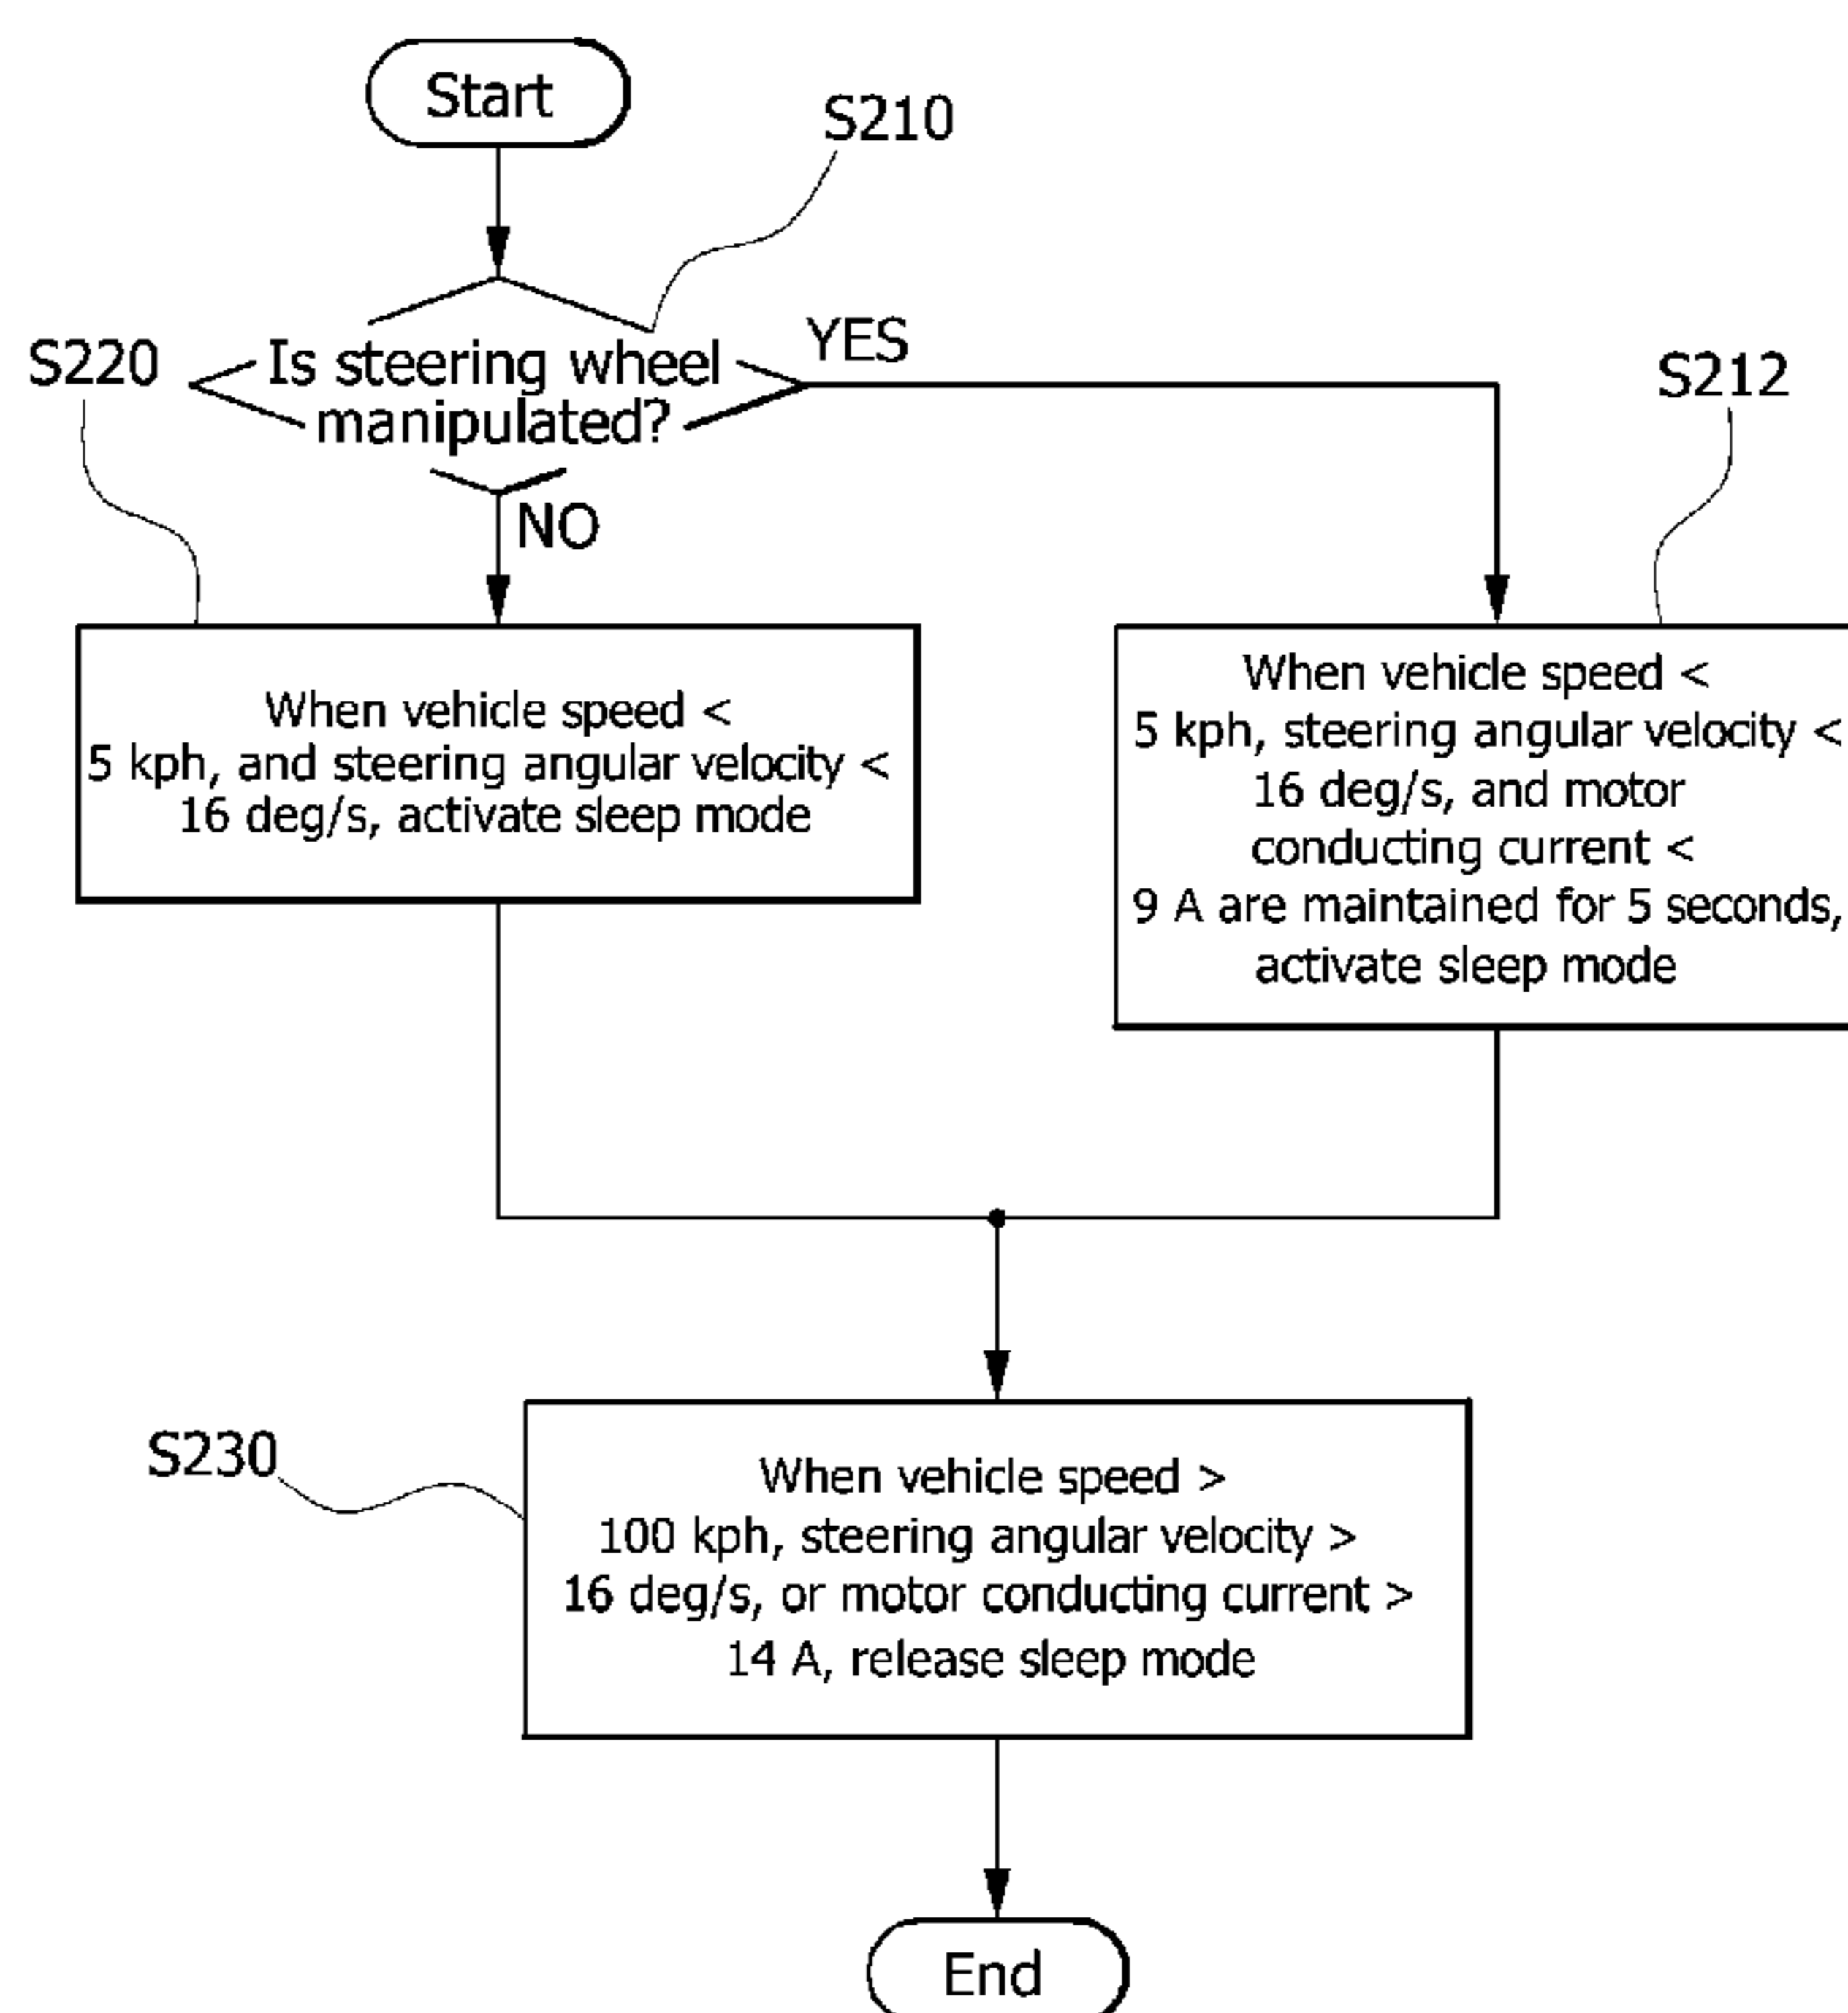 Start
S210
Is steering wheel
manipulated?
YES
NO
S220
S212
When vehicle speed <
5 kph, and steering angular velocity <
16 deg/s, activate sleep mode
When vehicle speed <
5 kph, steering angular velocity <
16 deg/s, and motor
conducting current <
9 A are maintained for 5 seconds,
activate sleep mode
S230
When vehicle speed >
100 kph, steering angular velocity >
16 deg/s, or motor conducting current >
14 A, release sleep mode
End